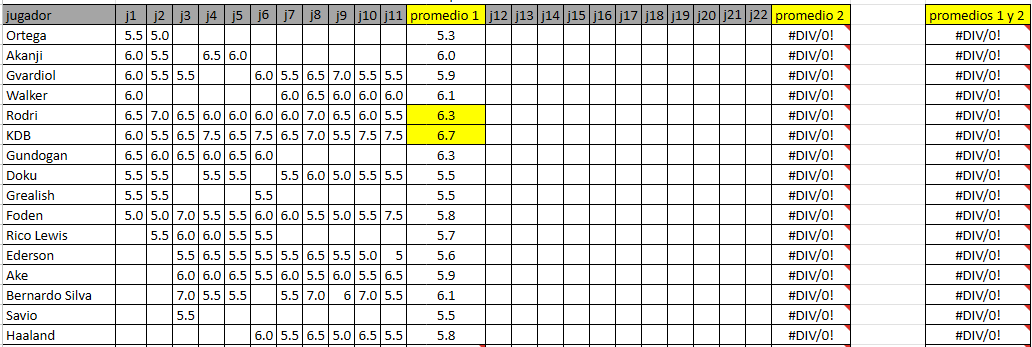 jugador j1 j2 j3 j4 j5 j6 j7 j8 j9 j10 j11 promedio 1 j12 j13 j14 j15 j16 j17 j18 j19 j20 j21 j22 promedio 2 promedios 1 y 2
Ortega 5.5 5.0 5.3 #DIV/0! #DIV/0!
Akanji 6.0 5.5 6.5 6.0 6.0 #DIV/0! #DIV/0!
Gvardiol 6.0 5.5 5.5 6.0 5.5 6.5 7.0 5.5 5.5 5.9 #DIV/0! #DIV/0!
Walker 6.0 6.0 6.5 6.0 6.0 6.0 6.1 #DIV/0! #DIV/0!
Rodri 6.5 7.0 6.5 6.0 6.0 6.0 6.0 7.0 6.5 6.0 5.5 6.3 #DIV/0! #DIV/0!
KDB 6.0 5.5 6.5 7.5 6.5 7.5 6.5 7.0 5.5 7.5 7.5 6.7 #DIV/0! #DIV/0!
Gundogan 6.5 6.0 6.5 6.0 6.5 6.0 6.3 #DIV/0! #DIV/0!
Doku 5.5 5.5 5.5 5.5 5.5 6.0 5.0 5.5 5.5 5.5 #DIV/0! #DIV/0!
Grealish 5.5 5.5 5.5 5.5 #DIV/0! #DIV/0!
Foden 5.0 5.0 7.0 5.5 5.5 6.0 6.0 5.5 5.0 5.5 7.5 5.8 #DIV/0! #DIV/0!
Rico Lewis 5.5 6.0 6.0 5.5 5.5 5.7 #DIV/0! #DIV/0!
Ederson 5.5 6.5 5.5 5.5 5.5 6.5 5.5 5.0 5 5.6 #DIV/0! #DIV/0!
Ake 6.0 6.0 6.5 5.5 6.0 5.5 6.0 5.5 6.5 5.9 #DIV/0! #DIV/0!
Bernardo Silva 7.0 5.5 5.5 5.5 7.0 6 7.0 5.5 6.1 #DIV/0! #DIV/0!
Savio 5.5 5.5 #DIV/0! #DIV/0!
Haaland 6.0 5.5 6.5 5.0 6.5 5.5 5.8 #DIV/0! #DIV/0!